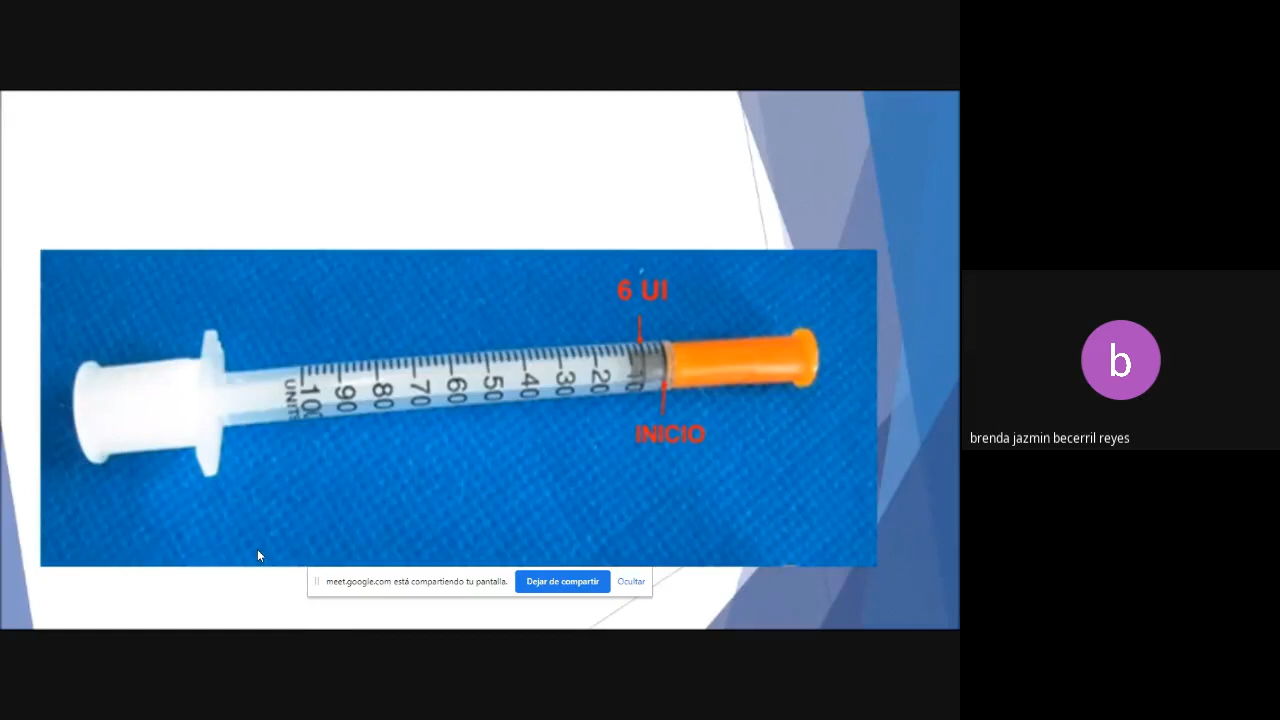 6 UI
UNITS 100 90 80 70 60 50 40 30 20 10
INICIO
meet.google.com está compartiendo tu pantalla. Dejar de compartir Ocultar
b
brenda jazmin becerril reyes